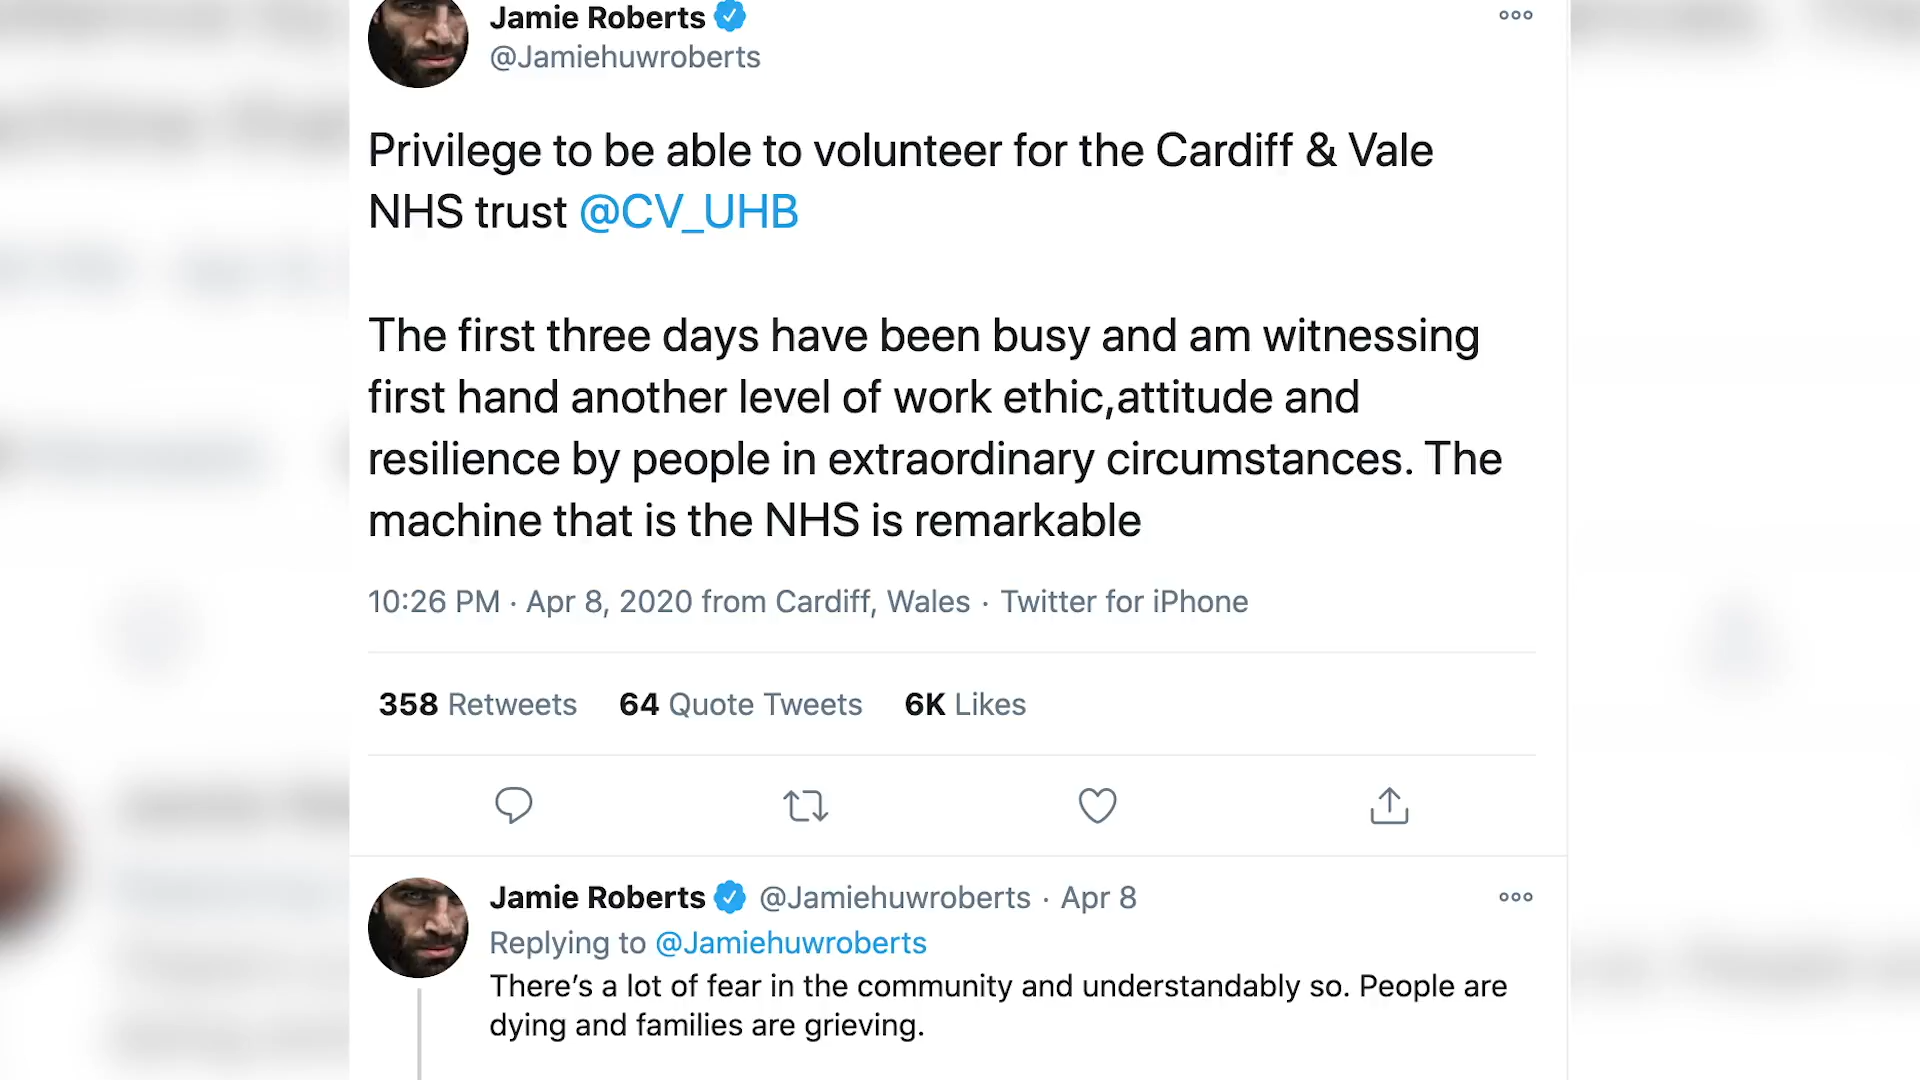 Jamie Roberts
@Jamiehuwroberts
Privilege to be able to volunteer for the Cardiff & Vale
NHS trust @CV_UHB
The first three days have been busy and am witnessing
first hand another level of work ethic,attitude and
resilience by people in extraordinary circumstances. The
machine that is the NHS is remarkable
10:26 PM · Apr 8, 2020 from Cardiff, Wales · Twitter for iPhone
358 Retweets 64 Quote Tweets 6K Likes
Jamie Roberts @Jamiehuwroberts · Apr 8
Replying to @Jamiehuwroberts
There’s a lot of fear in the community and understandably so. People are
dying and families are grieving.